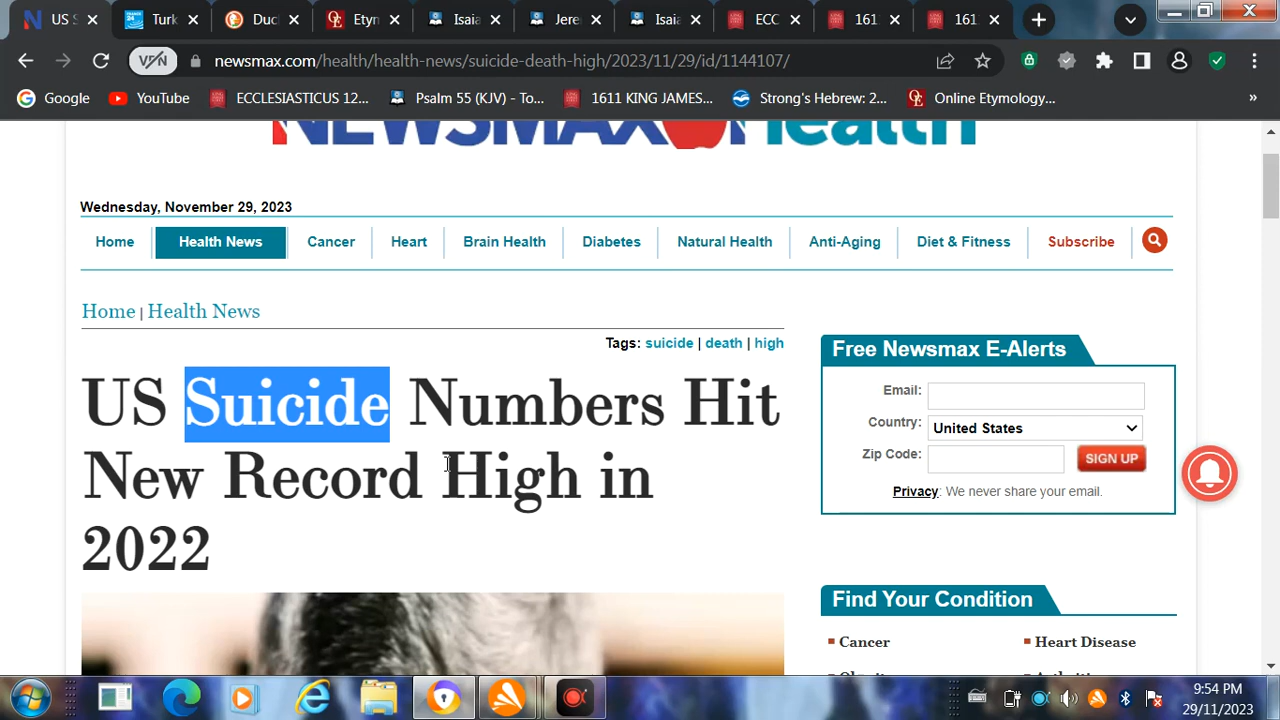 US S
Turk
Duc
Etyn
Isaia
Jere
Isaia
ECC
161
161
VPN
newsmax.com/health/health-news/suicide-death-high/2023/11/29/id/1144107/
Google
YouTube
ECCLESIASTICUS 12...
Psalm 55 (KJV) - To...
1611 KING JAMES...
Strong's Hebrew: 2...
Online Etymology...
»
NEWSMAX Health
Wednesday, November 29, 2023
Home
Health News
Cancer
Heart
Brain Health
Diabetes
Natural Health
Anti-Aging
Diet & Fitness
Subscribe
Home | Health News
Tags: suicide | death | high
US Suicide Numbers Hit
New Record High in
2022
Free Newsmax E-Alerts
Email:
Country:
United States
Zip Code:
SIGN UP
Privacy: We never share your email.
Find Your Condition
Cancer
Heart Disease
9:54 PM
29/11/2023